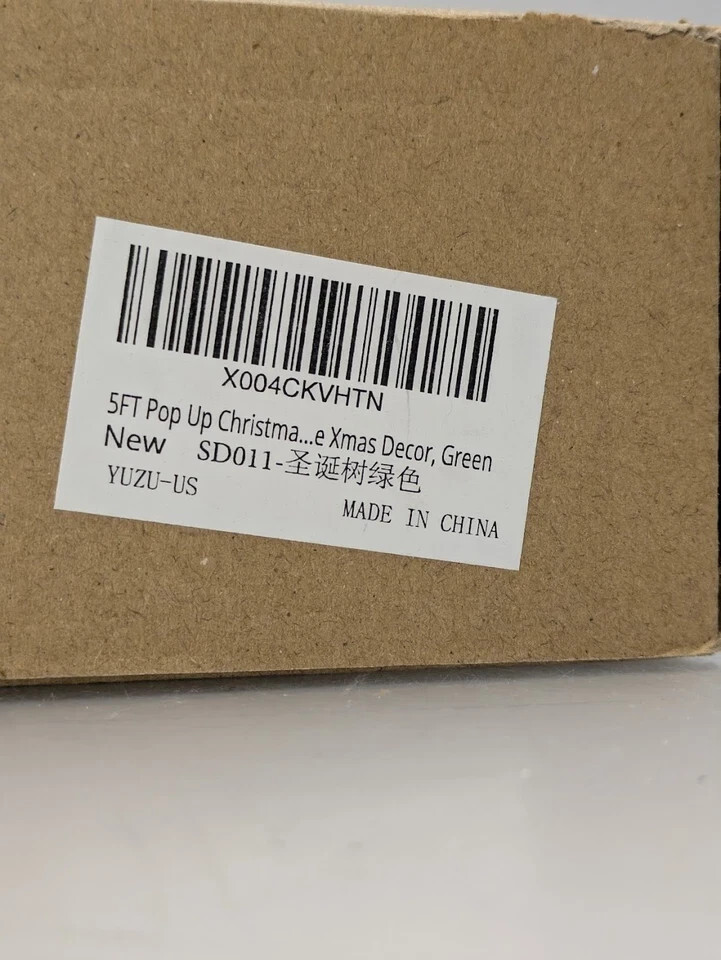 X004CKVHTN
5FT Pop Up Christma...e Xmas Decor, Green
New SD011-圣诞树绿色
YUZU-US
MADE IN CHINA